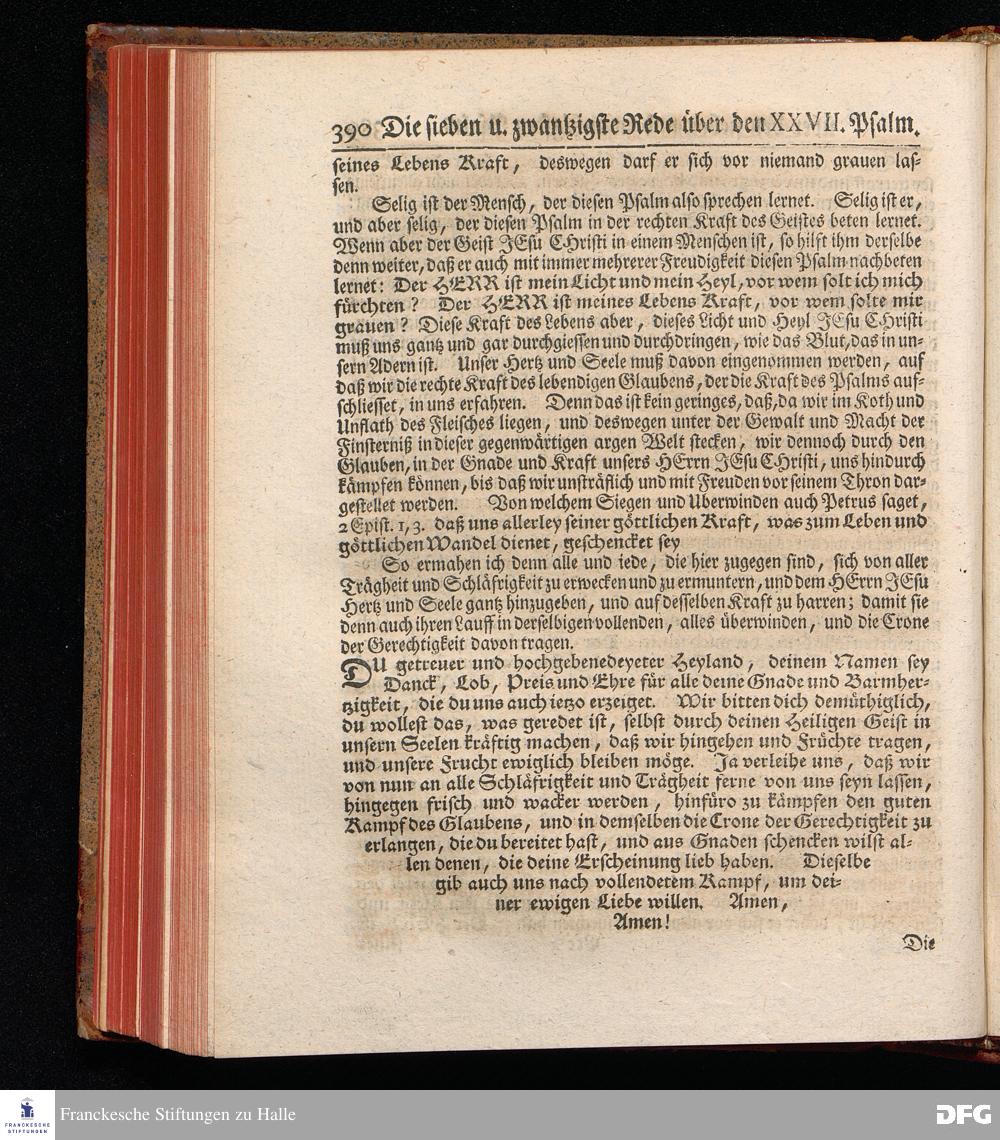 390 Die sieben u. zwantzigste Rede über den XXVII. Psalm.
seines Lebens Kraft, deswegen darf er sich vor niemand grauen las-
sen.
Selig ist der Mensch, der diesen Psalm also sprechen lernet. Selig ist er,
und aber selig, der diesen Psalm in der rechten Kraft des Geistes beten lernet.
Wenn aber der Geist JEsu CHristi in einem Menschen ist, so hilft ihm derselbe
denn weiter, daß er auch mit immer mehrerer Freudigkeit diesen Psalm nachbeten
lernet: Der HERR ist mein Licht und mein Heyl, vor wem solt ich mich
fürchten? Der HERR ist meines Lebens Kraft, vor wem solte mir
grauen? Diese Kraft des Lebens aber, dieses Licht und Heyl JEsu CHristi
muß uns gantz und gar durchgiessen und durchdringen, wie das Blut, das in un-
sern Adern ist. Unser Hertz und Seele muß davon eingenommen werden, auf
daß wir die rechte Kraft des lebendigen Glaubens, der die Kraft des Psalms auf-
schliesset, in uns erfahren. Denn das ist kein geringes, daß, da wir im Koth und
Unflath des Fleisches liegen, und deswegen unter der Gewalt und Macht der
Finsterniß in dieser gegenwärtigen argen Welt stecken, wir dennoch durch den
Glauben, in der Gnade und Kraft unsers HErrn JEsu CHristi, uns hindurch
kämpfen können, bis daß wir unsträflich und mit Freuden vor seinem Thron dar-
gestellet werden. Von welchem Siegen und Uberwinden auch Petrus saget,
2 Epist. 1, 3. daß uns allerley seiner göttlichen Kraft, was zum Leben und
göttlichen Wandel dienet, geschencket sey
So ermahen ich denn alle und iede, die hier zugegen sind, sich von aller
Trägheit und Schläfrigkeit zu erwecken und zu ermuntern, und dem HErrn JEsu
Hertz und Seele gantz hinzugeben, und auf desselben Kraft zu harren; damit sie
denn auch ihren Lauff in derselbigen vollenden, alles überwinden, und die Crone
der Gerechtigkeit davon tragen.
DU getreuer und hochgebenedeyeter Heyland, deinem Namen sey
Danck, Lob, Preis und Ehre für alle deine Gnade und Barmher-
tzigkeit, die du uns auch ietzo erzeiget. Wir bitten dich demüthiglich,
du wollest das, was geredet ist, selbst durch deinen Heiligen Geist in
unsern Seelen kräftig machen, daß wir hingehen und Früchte tragen,
und unsere Frucht ewiglich bleiben möge. Ja verleihe uns, daß wir
von nun an alle Schläfrigkeit und Trägheit ferne von uns seyn lassen,
hingegen frisch und wacker werden, hinfüro zu kämpfen den guten
Kampf des Glaubens, und in demselben die Crone der Gerechtigkeit zu
erlangen, die du bereitet hast, und aus Gnaden schencken wilst al-
len denen, die deine Erscheinung lieb haben. Dieselbe
gib auch uns nach vollendetem Kampf, um dei-
ner ewigen Liebe willen. Amen,
Amen!
Die
FRANCKESCHE
STIFTUNGEN
Franckesche Stiftungen zu Halle
DFG